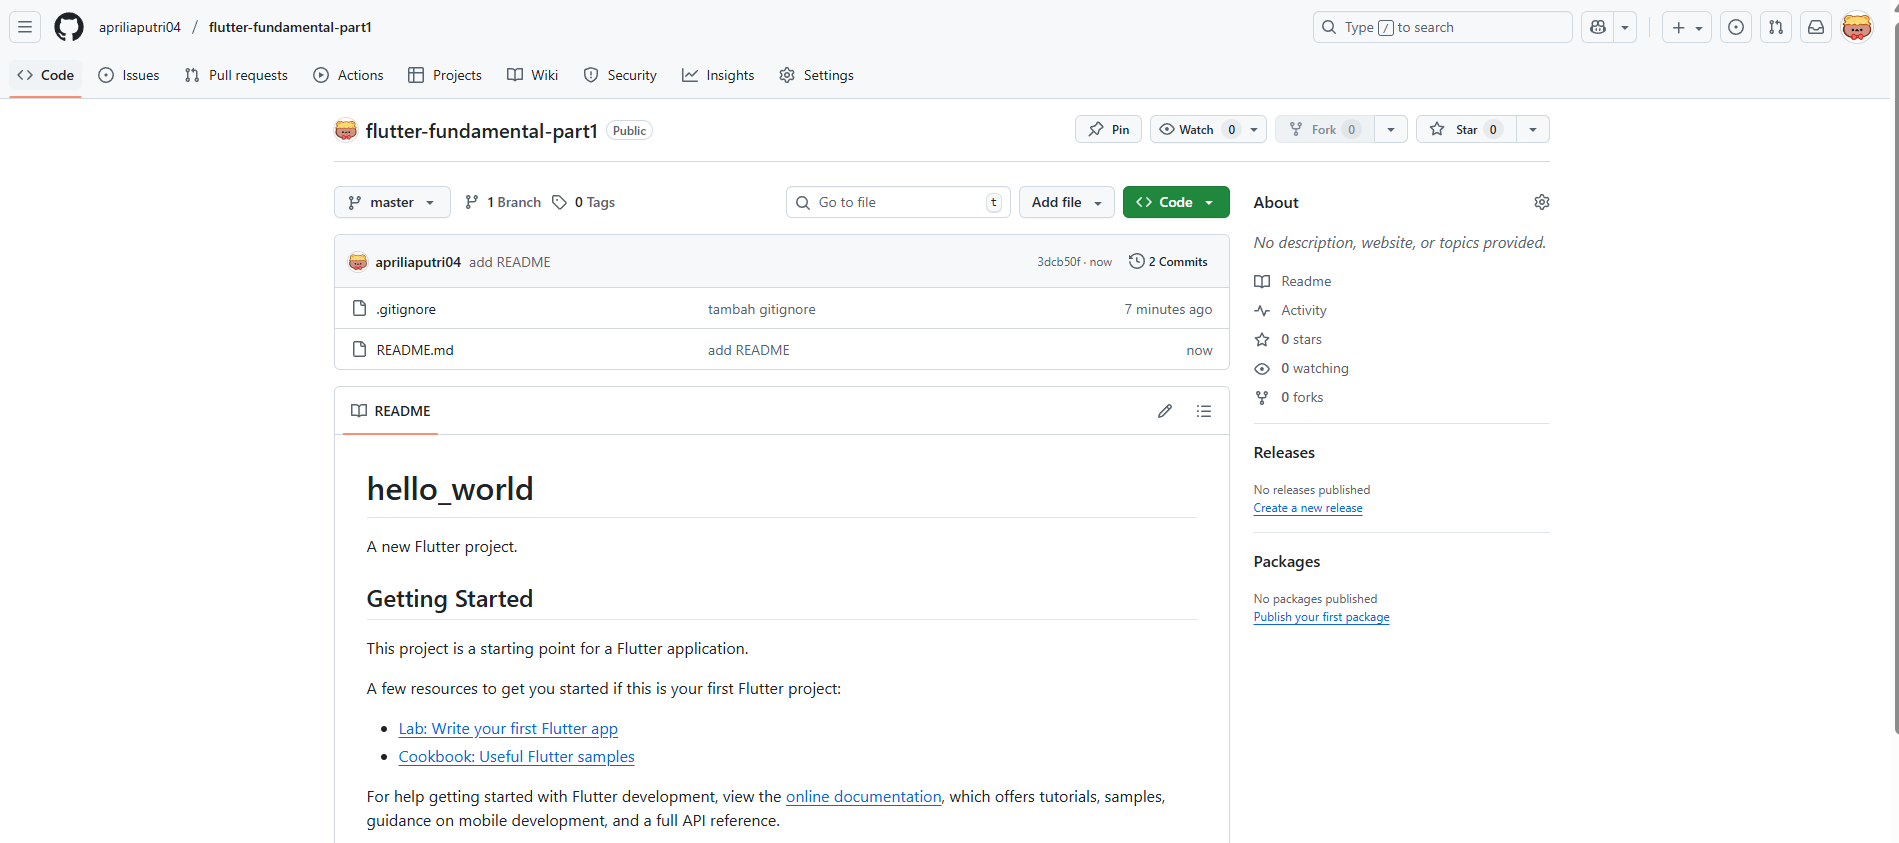 apriliaputri04 / flutter-fundamental-part1
Type / to search
Code Issues Pull requests Actions Projects Wiki Security Insights Settings
flutter-fundamental-part1 Public
Pin Watch 0 Fork 0 Star 0
master 1 Branch 0 Tags
Go to file t Add file Code
apriliaputri04 add README 3dcb50f · now 2 Commits
.gitignore tambah gitignore 7 minutes ago
README.md add README now
README
hello_world
A new Flutter project.
Getting Started
This project is a starting point for a Flutter application.
A few resources to get you started if this is your first Flutter project:
Lab: Write your first Flutter app
Cookbook: Useful Flutter samples
For help getting started with Flutter development, view the online documentation, which offers tutorials, samples,
guidance on mobile development, and a full API reference.
About
No description, website, or topics provided.
Readme
Activity
0 stars
0 watching
0 forks
Releases
No releases published
Create a new release
Packages
No packages published
Publish your first package